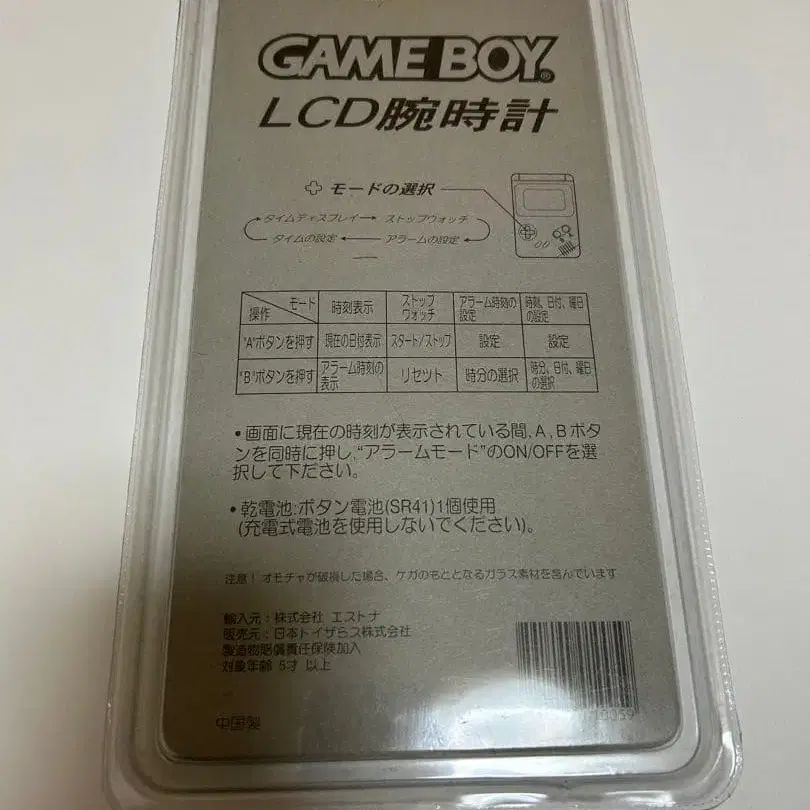 GAME BOY®
LCD腕時計
モードの選択
タイムディスプレイ ストップウォッチ
タイムの設定 アラームの設定
モード
操作
時刻表示
ストップ
ウォッチ
アラーム時刻の
設定
時刻、日付、曜日
の設定
"A"ボタンを押す 現在の日付表示 スタート/ストップ 設定 設定
"B"ボタンを押す
アラーム時刻の
表示
リセット
時分の選択
時分、日付、曜日
の選択
•画面に現在の時刻が表示されている間,A,Bボタ
ンを同時に押し,“アラームモード”のON/OFFを選
択して下ださい。
•乾電池:ボタン電池(SR41)1個使用
(充電式電池を使用しないでください)。
注意！オモチャが破損した場合、ケガのもととなるガラス素材を含んでいます
輸入元：株式会社 エストナ
販売元：日本トイザらス株式会社
製造物賠償責任保険加入
対象年齢 5才 以上
中国製